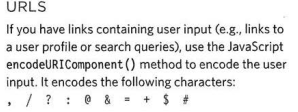 URLS
If you have links containing user input (e.g., links to
a user profile or search queries), use the JavaScript
encodeURIComponent() method to encode the user
input. It encodes the following characters:
, / ? : @ & = + $ #